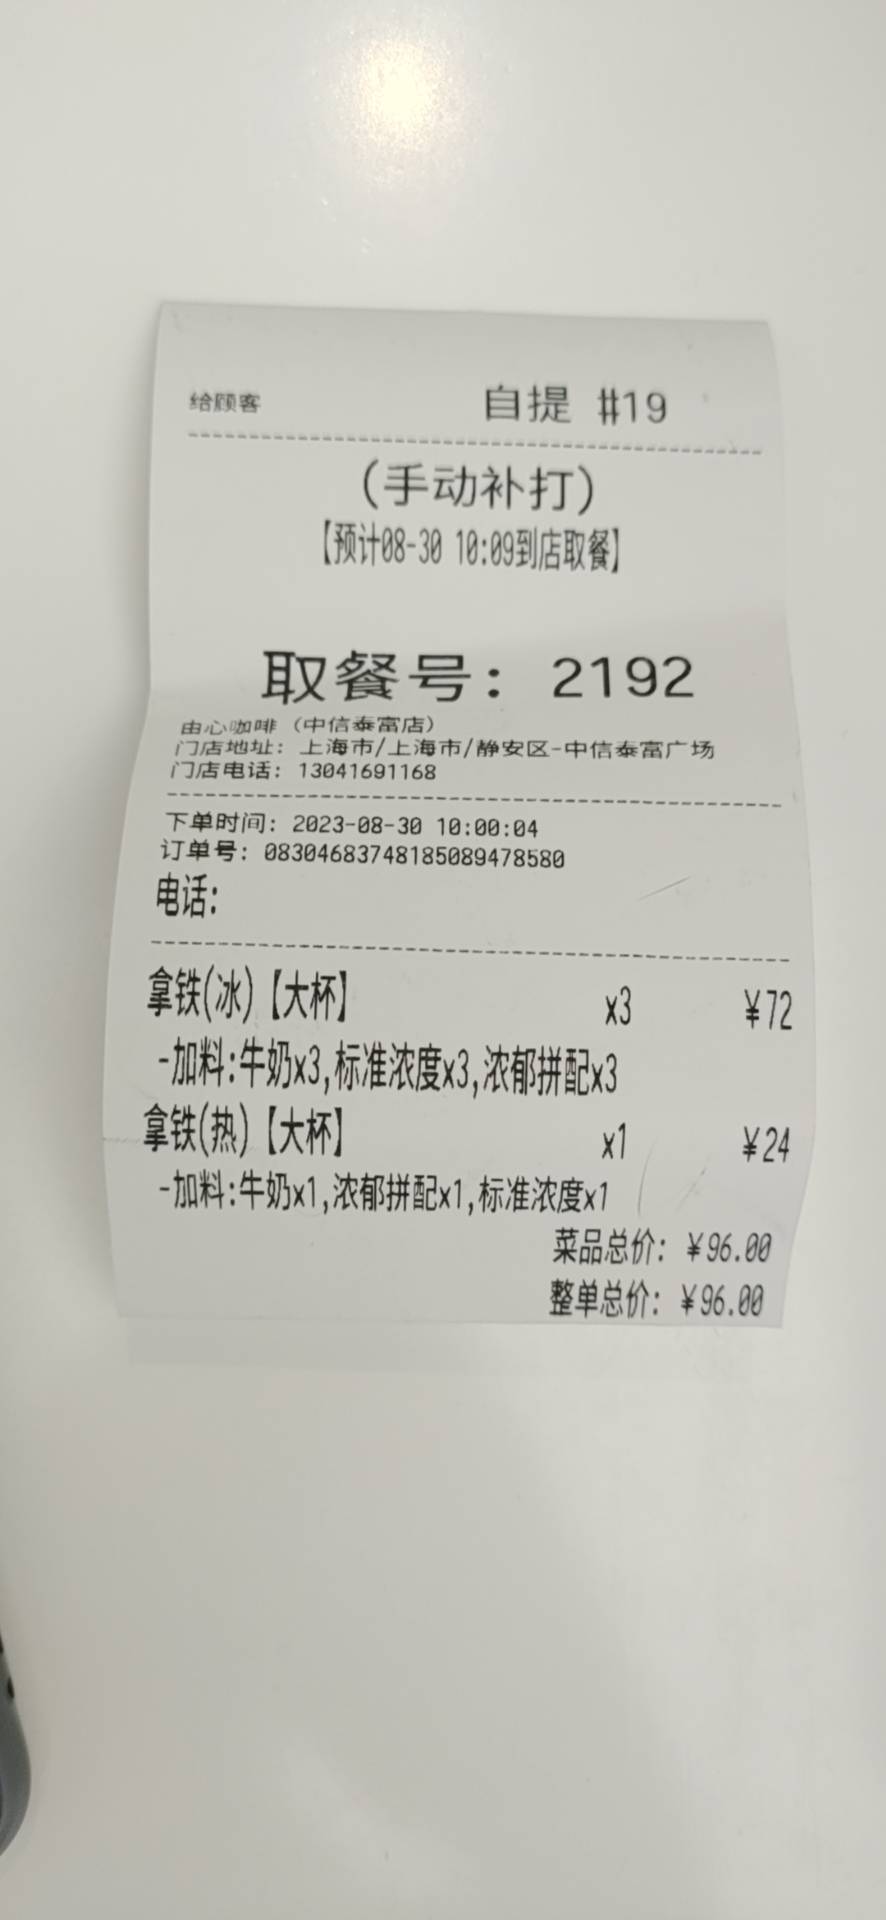 给顾客 自提 #19
(手动补打)
【预计08-30 10:09到店取餐】
取餐号: 2192
由心咖啡 (中信泰富店)
门店地址: 上海市/上海市/静安区-中信泰富广场
门店电话: 13041691168
下单时间: 2023-08-30 10:00:04
订单号: 083046837481850894785​80
电话:
拿铁(冰)【大杯】 x3 ¥72
-加料:牛奶x3,标准浓度x3,浓郁拼配x3
拿铁(热)【大杯】 x1 ¥24
-加料:牛奶x1,浓郁拼配x1,标准浓度x1
菜品总价: ¥96.00
整单总价: ¥96.00